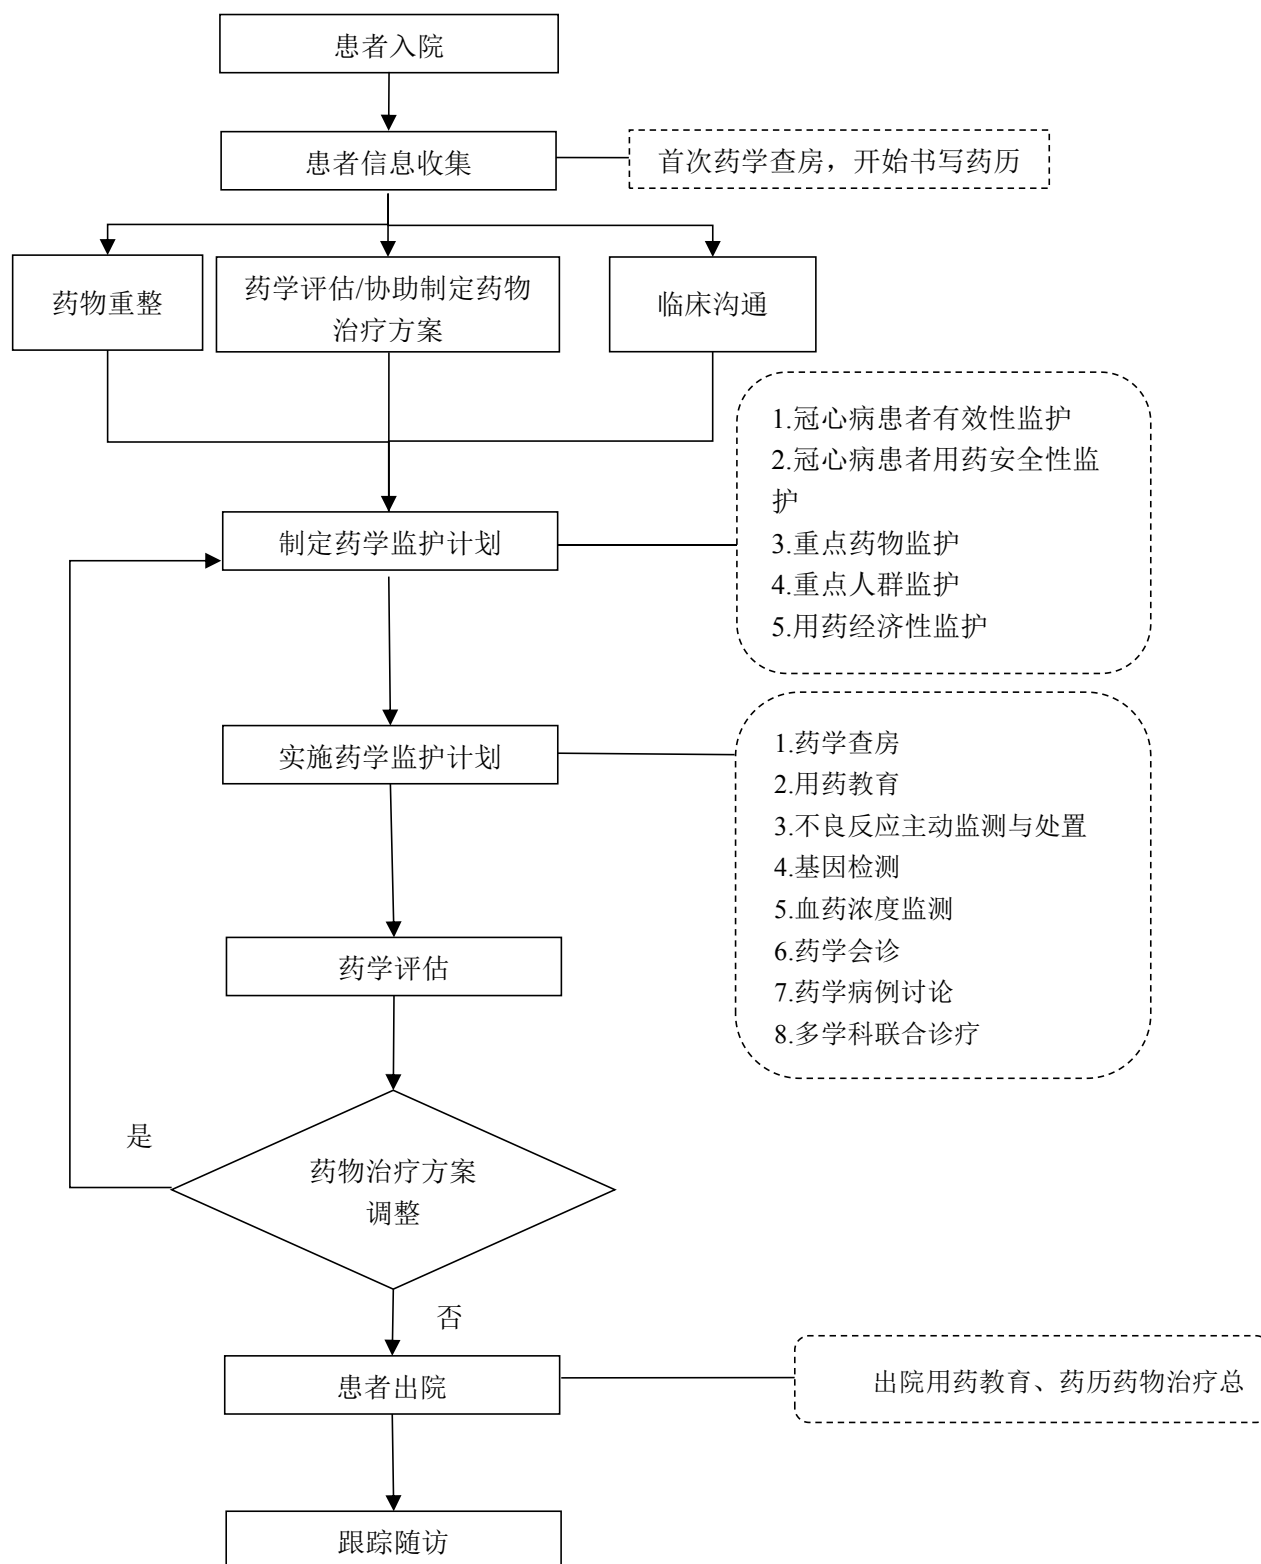 患者入院
患者信息收集
首次药学查房，开始书写药历
药物重整
药学评估/协助制定药物
治疗方案
临床沟通
1.冠心病患者有效性监护
2.冠心病患者用药安全性监
护
3.重点药物监护
4.重点人群监护
5.用药经济性监护
制定药学监护计划
实施药学监护计划
1.药学查房
2.用药教育
3.不良反应主动监测与处置
4.基因检测
5.血药浓度监测
6.药学会诊
7.药学病例讨论
8.多学科联合诊疗
药学评估
是
药物治疗方案
调整
否
患者出院
出院用药教育、药历药物治疗总
跟踪随访